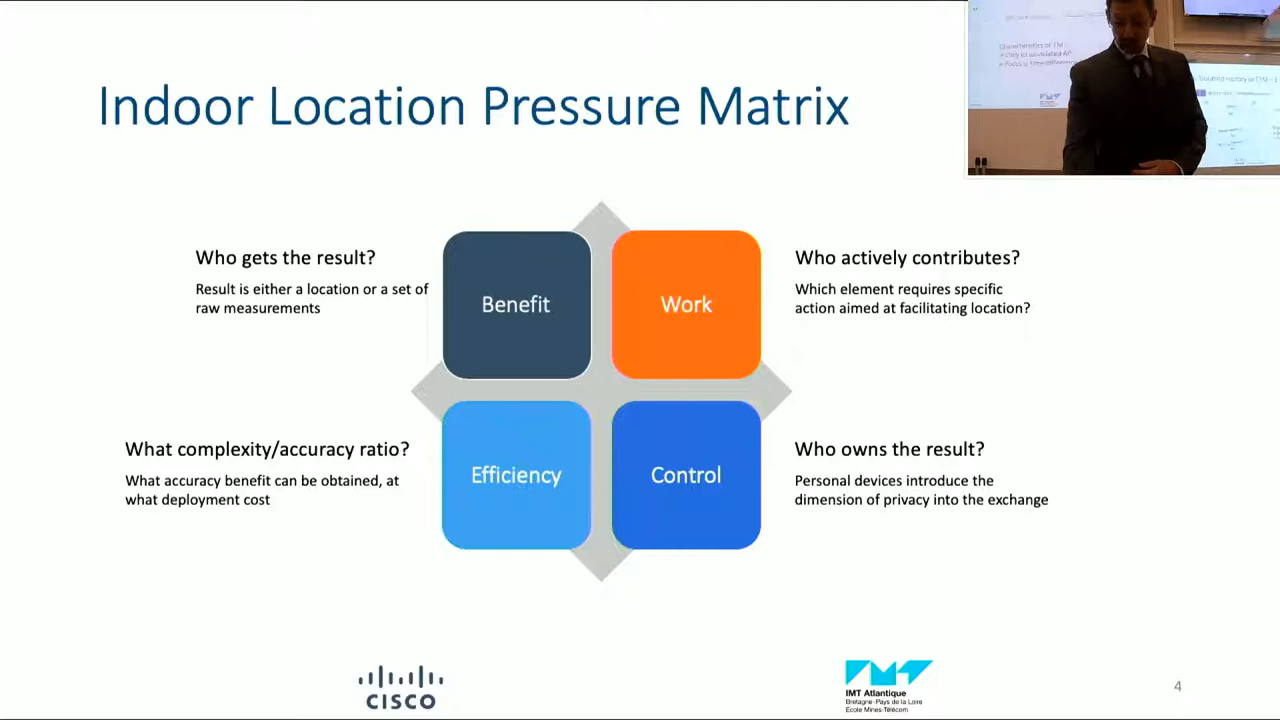 Indoor Location Pressure Matrix
Who gets the result?
Result is either a location or a set of
raw measurements
Benefit
Work
Who actively contributes?
Which element requires specific
action aimed at facilitating location?
What complexity/accuracy ratio?
What accuracy benefit can be obtained, at
what deployment cost
Efficiency
Control
Who owns the result?
Personal devices introduce the
dimension of privacy into the exchange
CISCO
IMT Atlantique
Bretagne-Pays de la Loire
École Mines-Télécom
4
Characteristics of FTM